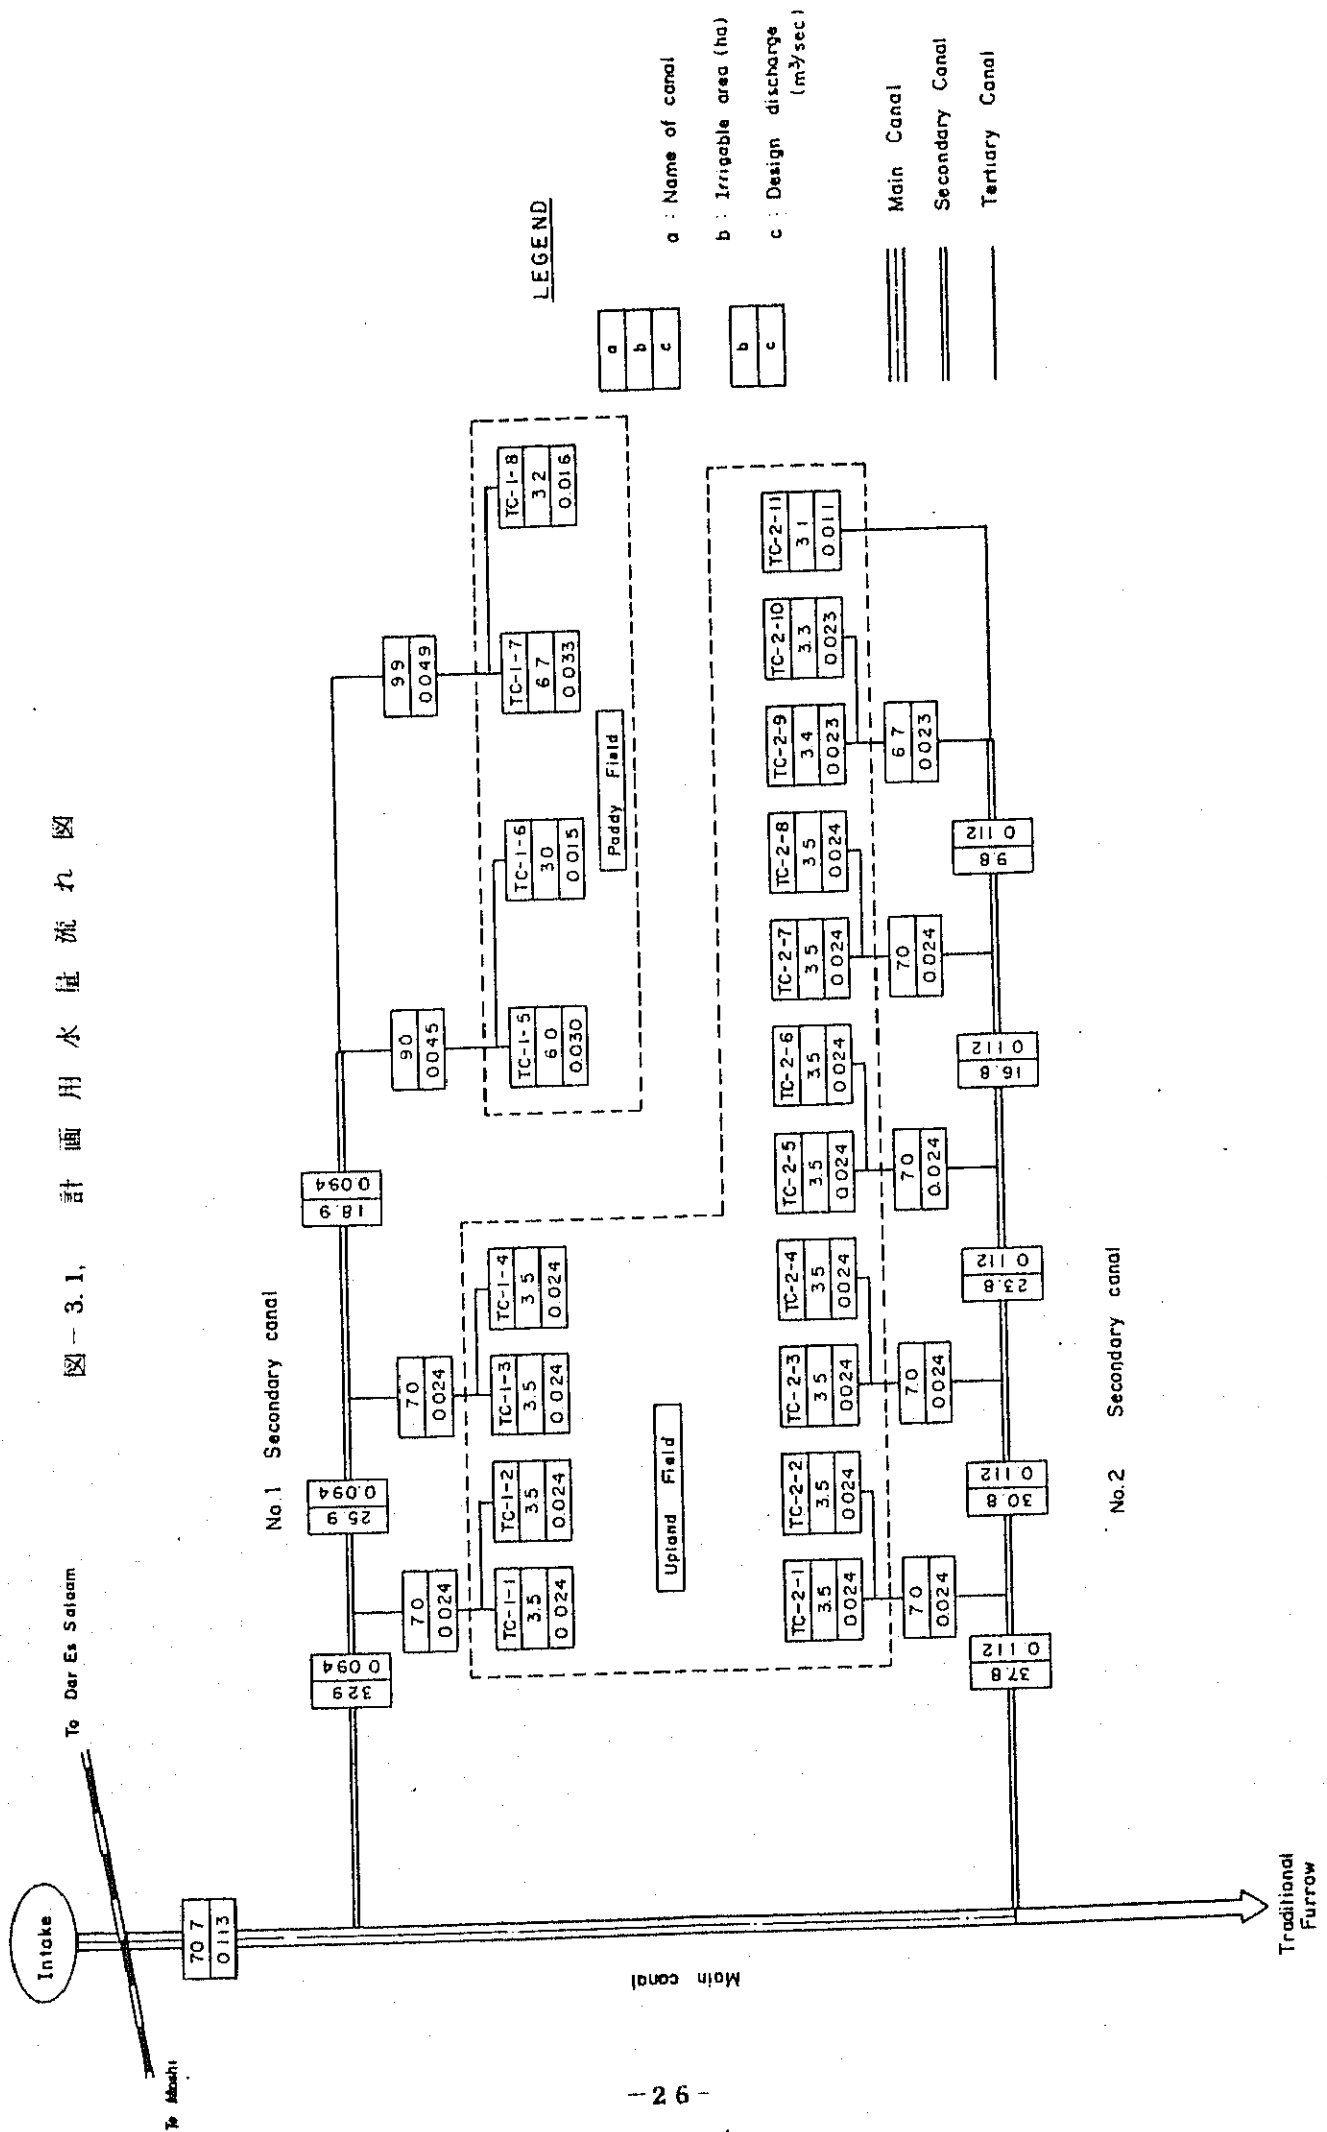 図－3.1. 計画用水量流れ図
Intake
To Dar Es Salaam
To Moshi
70 7
0 113
Main canal
Traditional
Furrow
No.1 Secondary canal
32.9
0.094
25.9
0.094
18.9
0.094
70
0.024
70
0.024
90
0045
99
0.049
TC-1-1
3.5
0.024
TC-1-2
3.5
0.024
TC-1-3
3.5
0.024
TC-1-4
3 5
0.024
TC-1-5
6 0
0.030
TC-1-6
3.0
0.015
TC-1-7
6 7
0.033
TC-1-8
3 2
0.016
Paddy Field
Upland Field
TC-2-1
3.5
0.024
TC-2-2
3.5
0.024
TC-2-3
3 5
0.024
TC-2-4
3 5
0.024
TC-2-5
3.5
0.024
TC-2-6
3.5
0.024
TC-2-7
3 5
0.024
TC-2-8
3 5
0.024
TC-2-9
3.4
0.023
TC-2-10
3.3
0.023
TC-2-11
3 1
0.011
7 0
0.024
7.0
0.024
70
0.024
7.0
0.024
6 7
0.023
37.8
0 112
30.8
0 112
23.8
0 112
16.8
0 112
9.8
0 112
No.2 Secondary canal
LEGEND
a
b
c
a : Name of canal
b : Irrigable area (ha)
c : Design discharge
(m³/sec)
b
c
Main Canal
Secondary Canal
Tertiary Canal
－26－